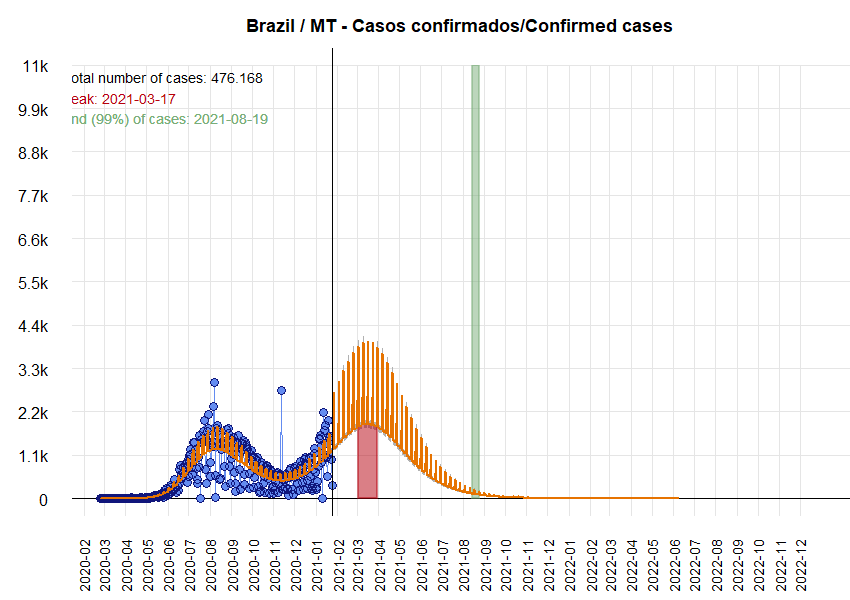 Brazil / MT - Casos confirmados/Confirmed cases
11k
otal number of cases: 476.168
eak: 2021-03-17
nd (99%) of cases: 2021-08-19
9.9k
8.8k
7.7k
6.6k
5.5k
4.4k
3.3k
2.2k
1.1k
0
2020-02
2020-03
2020-04
2020-05
2020-06
2020-07
2020-08
2020-09
2020-10
2020-11
2020-12
2021-01
2021-02
2021-03
2021-04
2021-05
2021-06
2021-07
2021-08
2021-09
2021-10
2021-11
2021-12
2022-01
2022-02
2022-03
2022-04
2022-05
2022-06
2022-07
2022-08
2022-09
2022-10
2022-11
2022-12